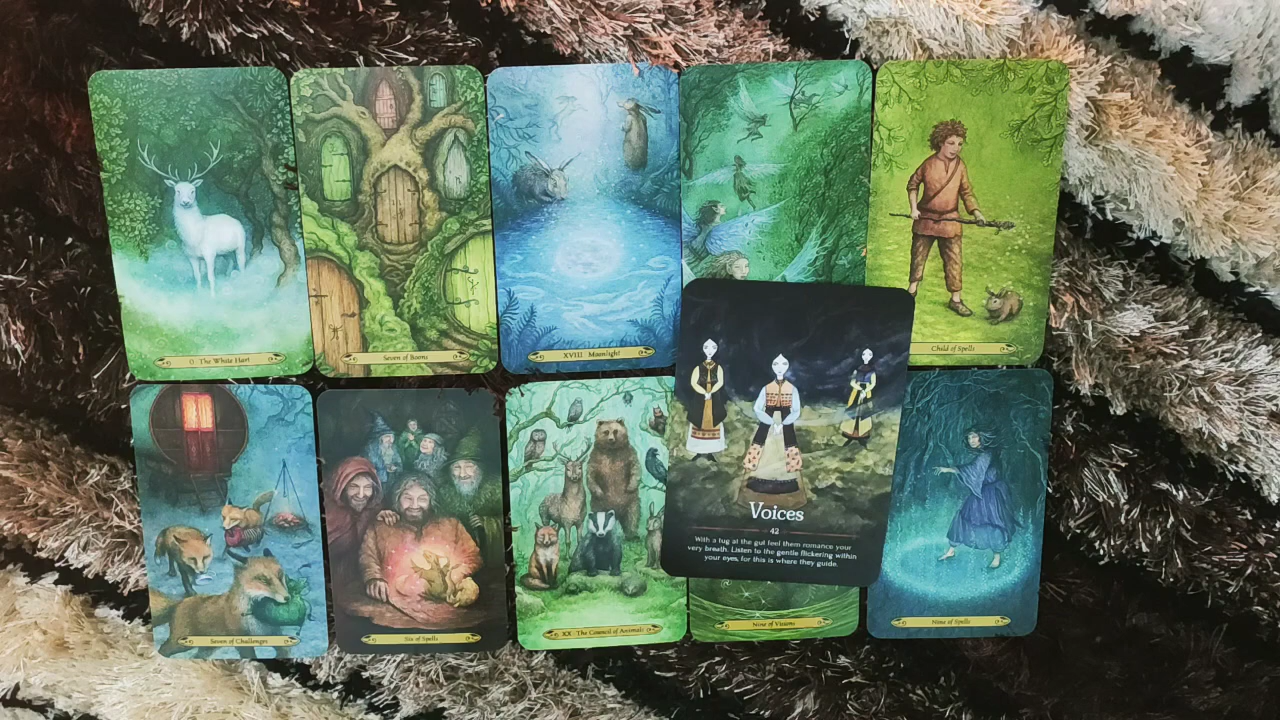 0 . The White Hart
Seven of Boons
XVIII Moonlight
Child of Spells
Seven of Challenges
Six of Spells
XX . The Council of Animals
Voices
42
With a tug at the gut feel them romance your
very breath. Listen to the gentle flickering within
your eyes, for this is where they guide.
Nine of Visions
Nine of Spells